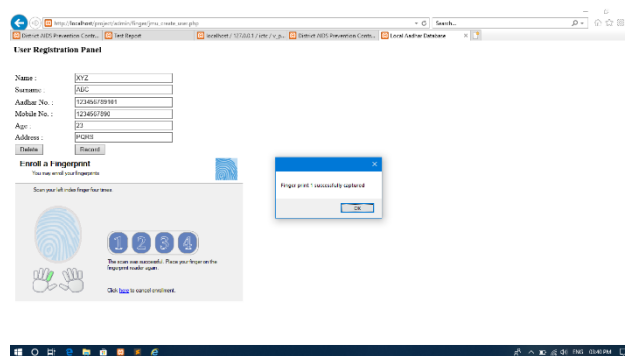 http://localhost/project/admin/finger/jmu_create_user.php
Search...
District AIDS Prevention Contr...
Test Report
localhost / 127.0.0.1 / ictc / v_p...
District AIDS Prevention Contr...
Local Aadhar Database
User Registration Panel
Name :
XYZ
Surname :
ABC
Aadhar No. :
123456789101
Mobile No. :
1234567890
Age :
23
Address :
PQRS
Delete
Record
Enroll a Fingerprint
You may enroll your fingerprints
Scan your left index finger four times.
1 2 3 4
The scan was successful. Place your finger on the
fingerprint reader again.
Click here to cancel enrollment.
Finger print 1 successfully captured
OK
ENG
03:40 PM